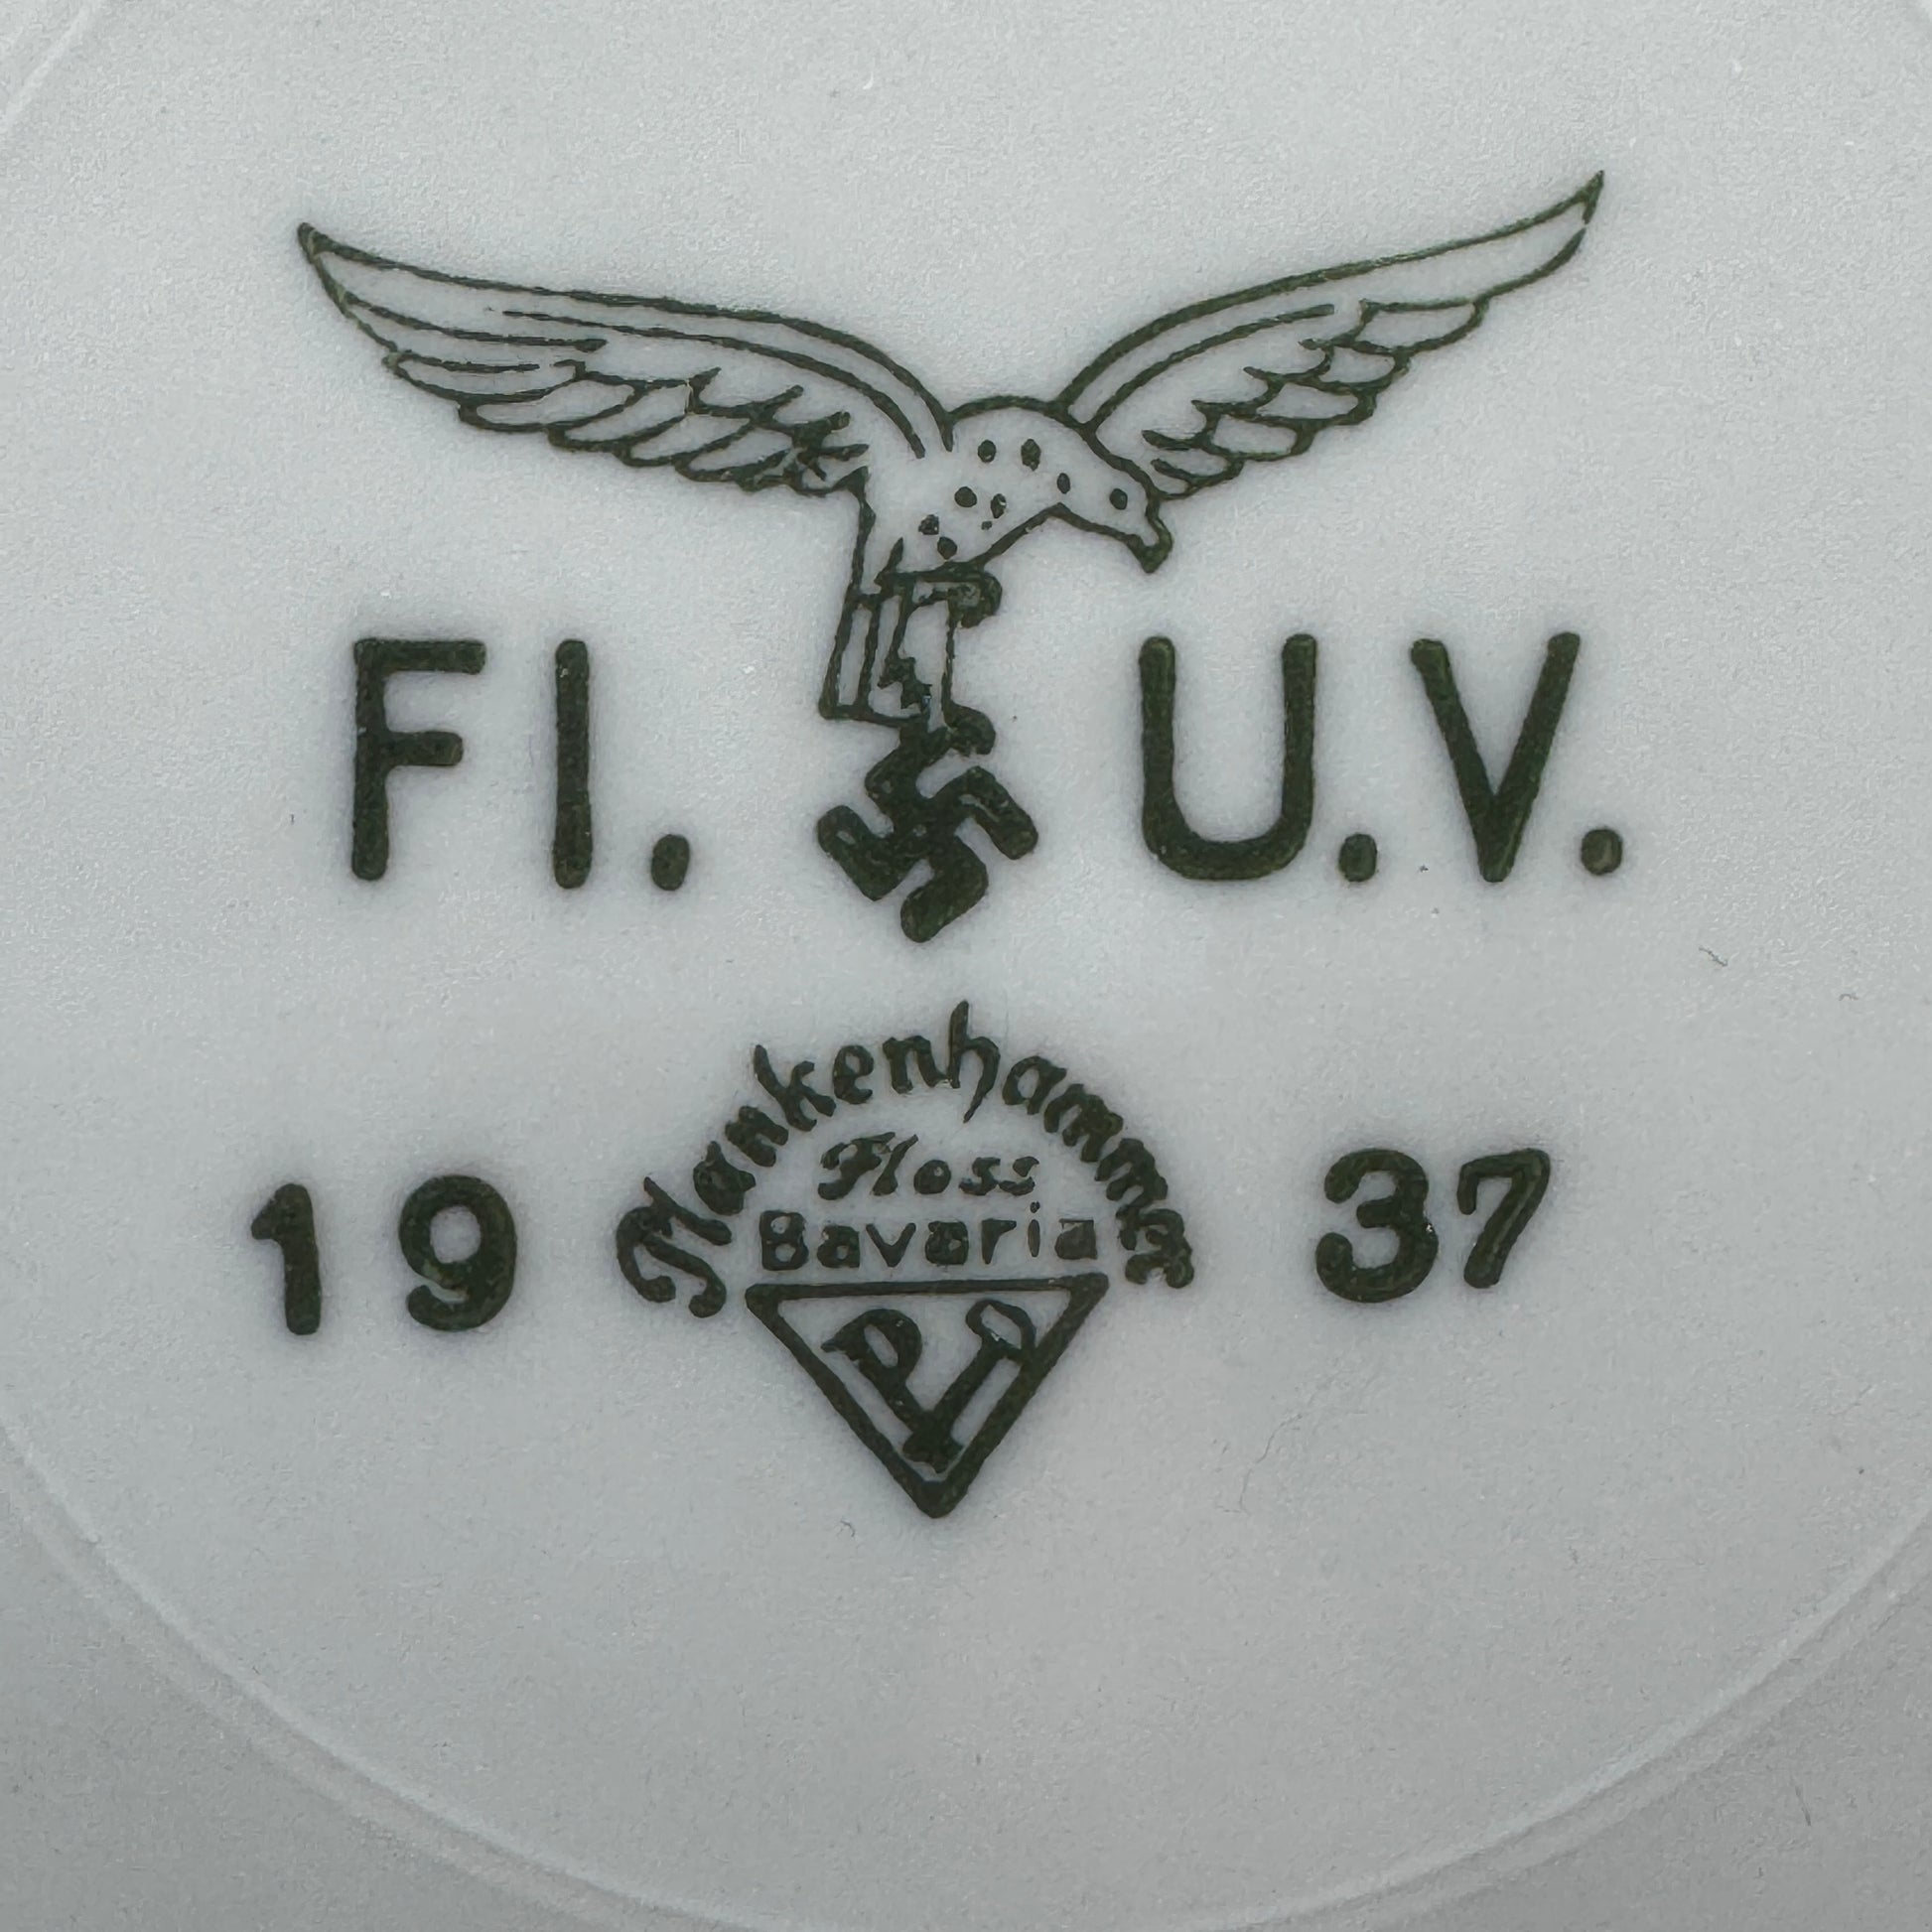 Fl. U.V.
19 37
Plankenhammer
Floss
Bavaria
P